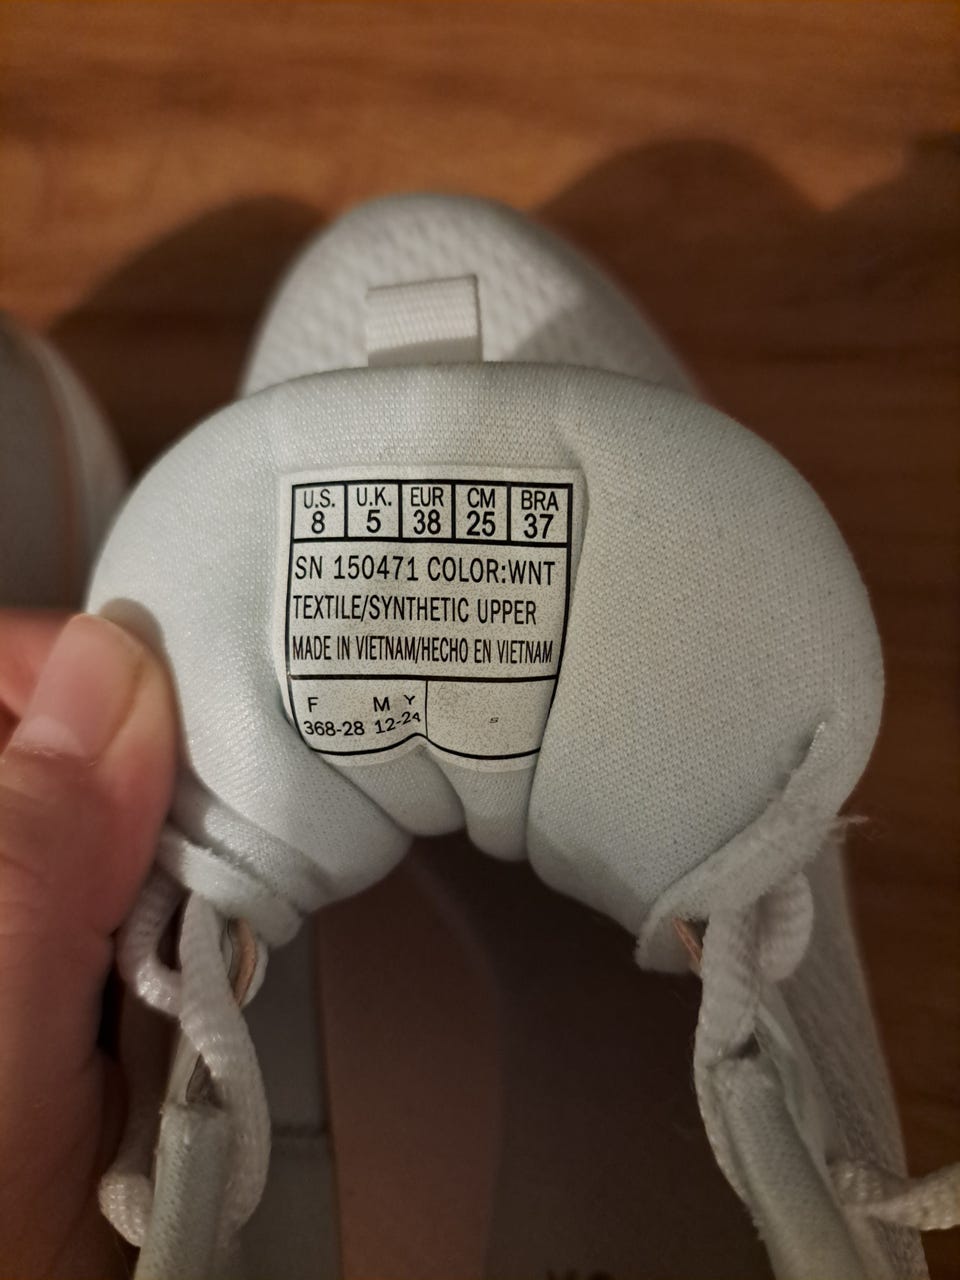 U.S. U.K. EUR CM BRA
8 5 38 25 37
SN 150471 COLOR:WNT
TEXTILE/SYNTHETIC UPPER
MADE IN VIETNAM/HECHO EN VIETNAM
F M Y
368-28 12-24
S